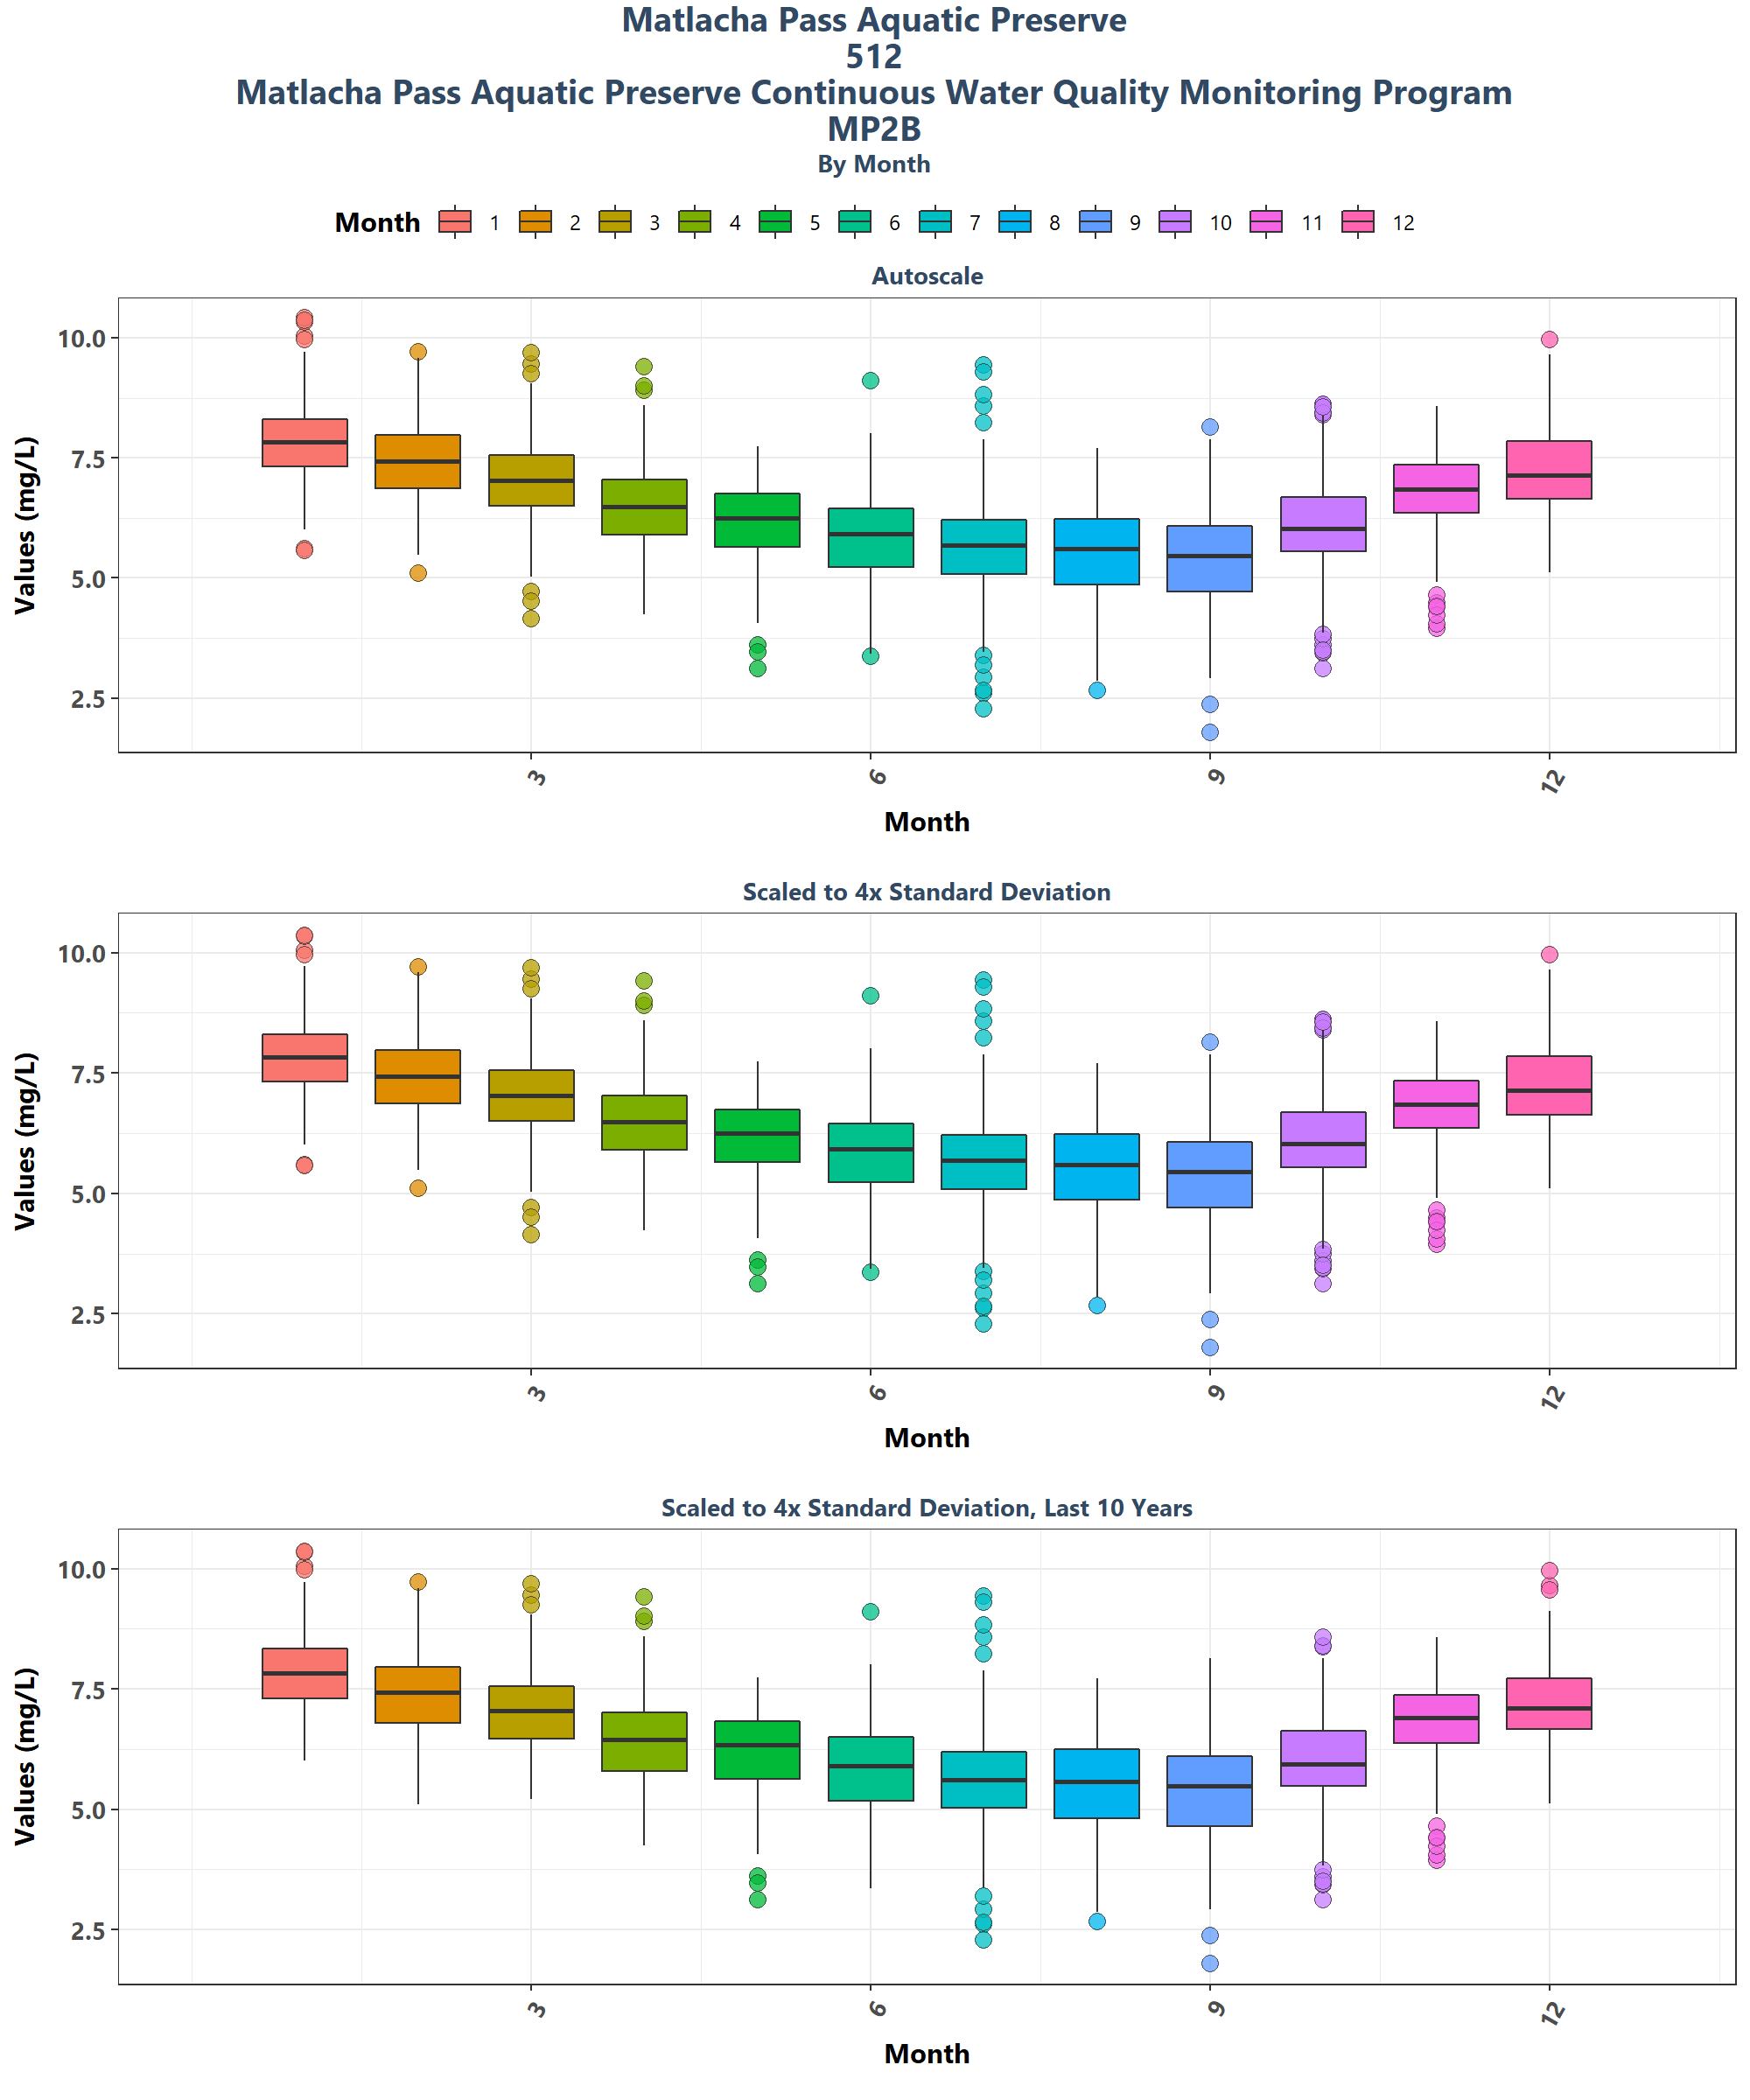 Matlacha Pass Aquatic Preserve
512
Matlacha Pass Aquatic Preserve Continuous Water Quality Monitoring Program
MP2B
By Month
Month 1 2 3 4 5 6 7 8 9 10 11 12
Autoscale
Values (mg/L)
10.0
7.5
5.0
2.5
3 6 9 12
Month
Scaled to 4x Standard Deviation
Values (mg/L)
10.0
7.5
5.0
2.5
3 6 9 12
Month
Scaled to 4x Standard Deviation, Last 10 Years
Values (mg/L)
10.0
7.5
5.0
2.5
3 6 9 12
Month